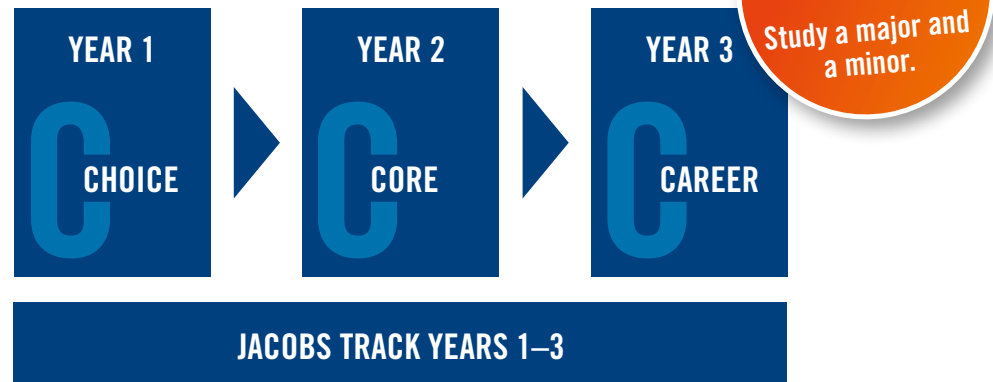 YEAR 1
C
CHOICE
YEAR 2
C
CORE
YEAR 3
C
CAREER
Study a major and
a minor.
JACOBS TRACK YEARS 1–3